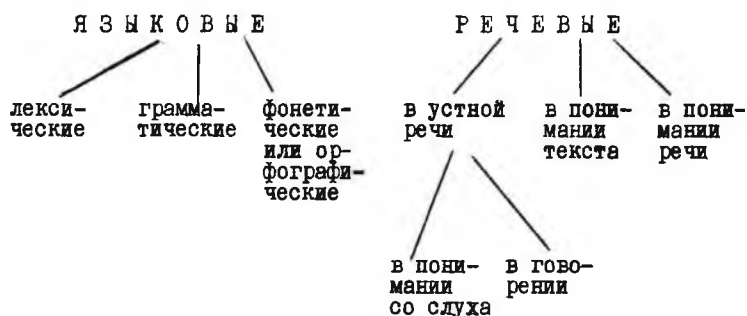 ЯЗЫКОВЫЕ
РЕЧЕВЫЕ
лекси-
ческие
грамма-
тические
фонети-
ческие
или ор-
фографи-
ческие
в устной
речи
в пони-
мании
текста
в пони-
мании
речи
в пони-
мании
со слуха
в гово-
рении